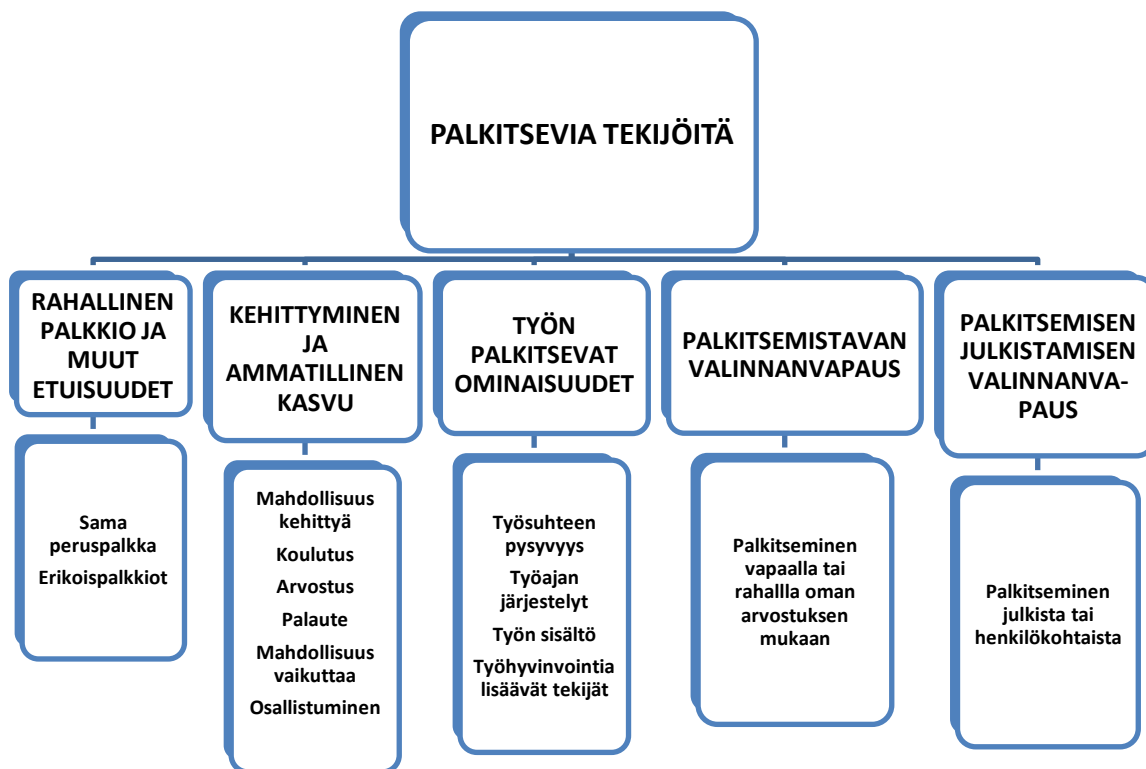 PALKITSEVIA TEKIJÖITÄ
RAHALLINEN
PALKKIO JA
MUUT
ETUISUUDET
Sama
peruspalkka
Erikoispalkkiot
KEHITTYMINEN
JA
AMMATILLINEN
KASVU
Mahdollisuus
kehittyä
Koulutus
Arvostus
Palaute
Mahdollisuus
vaikuttaa
Osallistuminen
TYÖN
PALKITSEVAT
OMINAISUUDET
Työsuhteen
pysyvyys
Työajan
järjestelyt
Työn sisältö
Työhyvinvointia
lisäävät tekijät
PALKITSEMISTAVAN
VALINNANVAPAUS
Palkitseminen
vapaalla tai
rahallla oman
arvostuksen
mukaan
PALKITSEMISEN
JULKISTAMISEN
VALINNANVA-
PAUS
Palkitseminen
julkista tai
henkilökohtaista